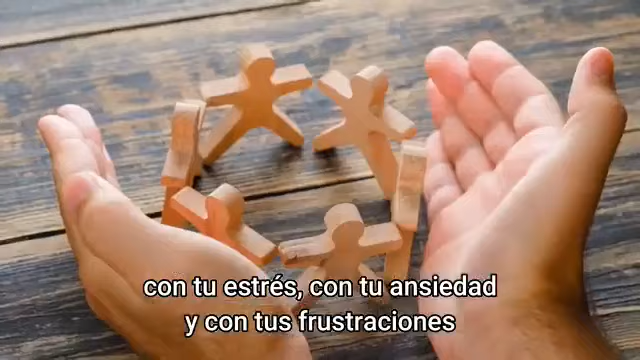 con tu estrés, con tu ansiedad
y con tus frustraciones